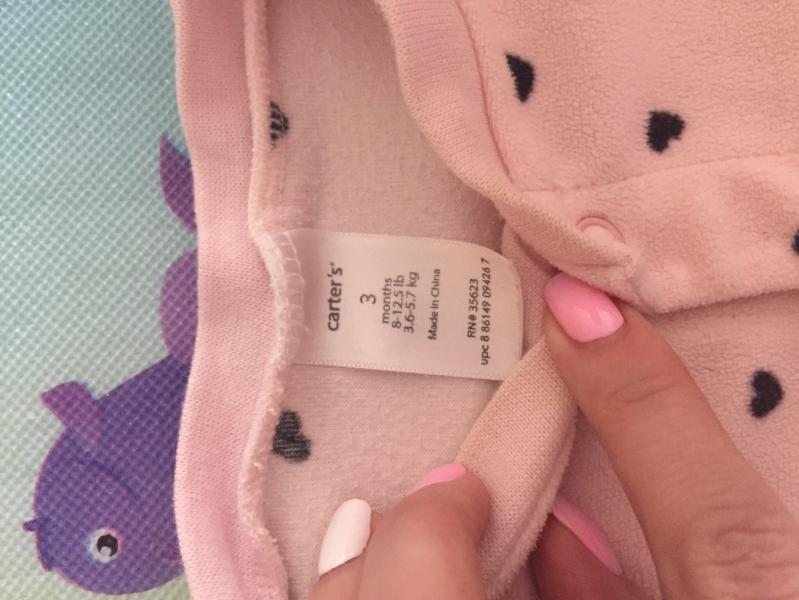 carter's®
3
months
8-12.5 lb
3.6-5.7 kg
Made in China
RN# 35623
upc 8 86149 09426 7